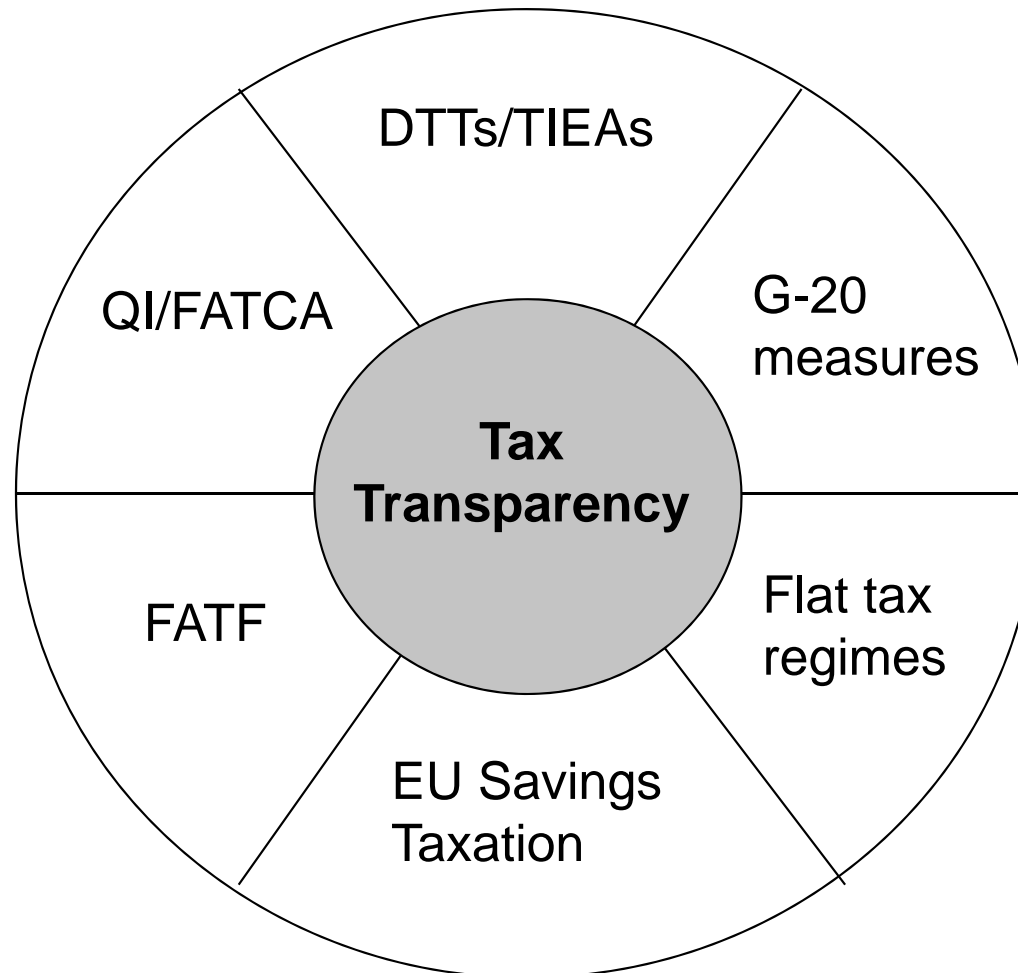 DTTs/TIEAs
QI/FATCA
G-20
measures
Tax
Transparency
FATF
Flat tax
regimes
EU Savings
Taxation